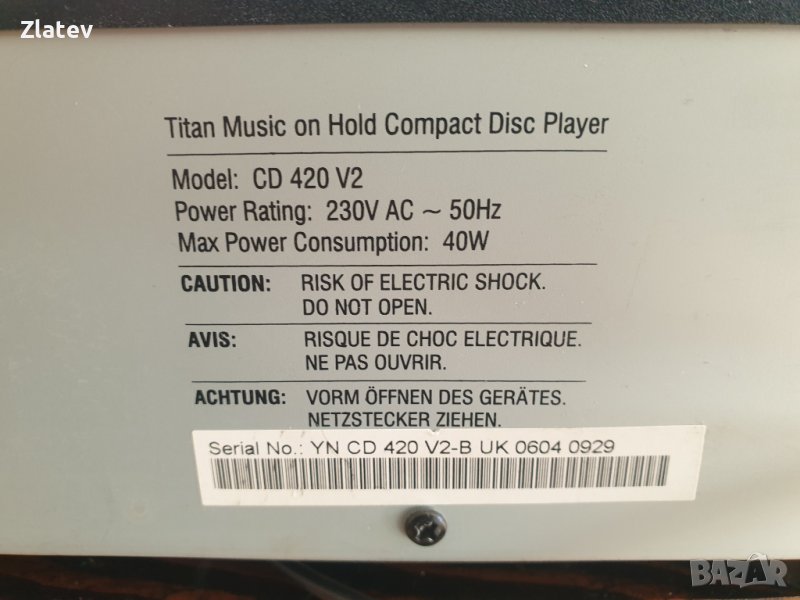 Zlatev
Titan Music on Hold Compact Disc Player
Model: CD 420 V2
Power Rating: 230V AC ~ 50Hz
Max Power Consumption: 40W
CAUTION: RISK OF ELECTRIC SHOCK.
DO NOT OPEN.
AVIS: RISQUE DE CHOC ELECTRIQUE.
NE PAS OUVRIR.
ACHTUNG: VORM ÖFFNEN DES GERÄTES.
NETZSTECKER ZIEHEN.
Serial No.: YN CD 420 V2-B UK 0604 0929
BAZAR